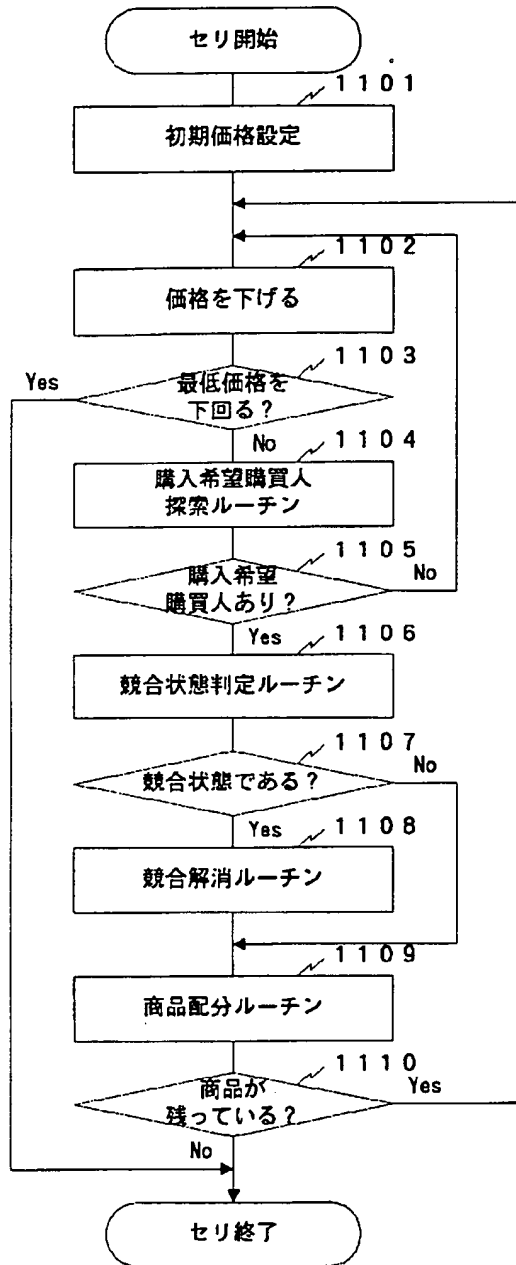 セリ開始
1101
初期価格設定
1102
価格を下げる
1103
Yes
最低価格を
下回る？
No
1104
購入希望購買人
探索ルーチン
1105
購入希望
購買人あり？
No
Yes
1106
競合状態判定ルーチン
1107
競合状態である？
No
Yes
1108
競合解消ルーチン
1109
商品配分ルーチン
1110
商品が
残っている？
Yes
No
セリ終了